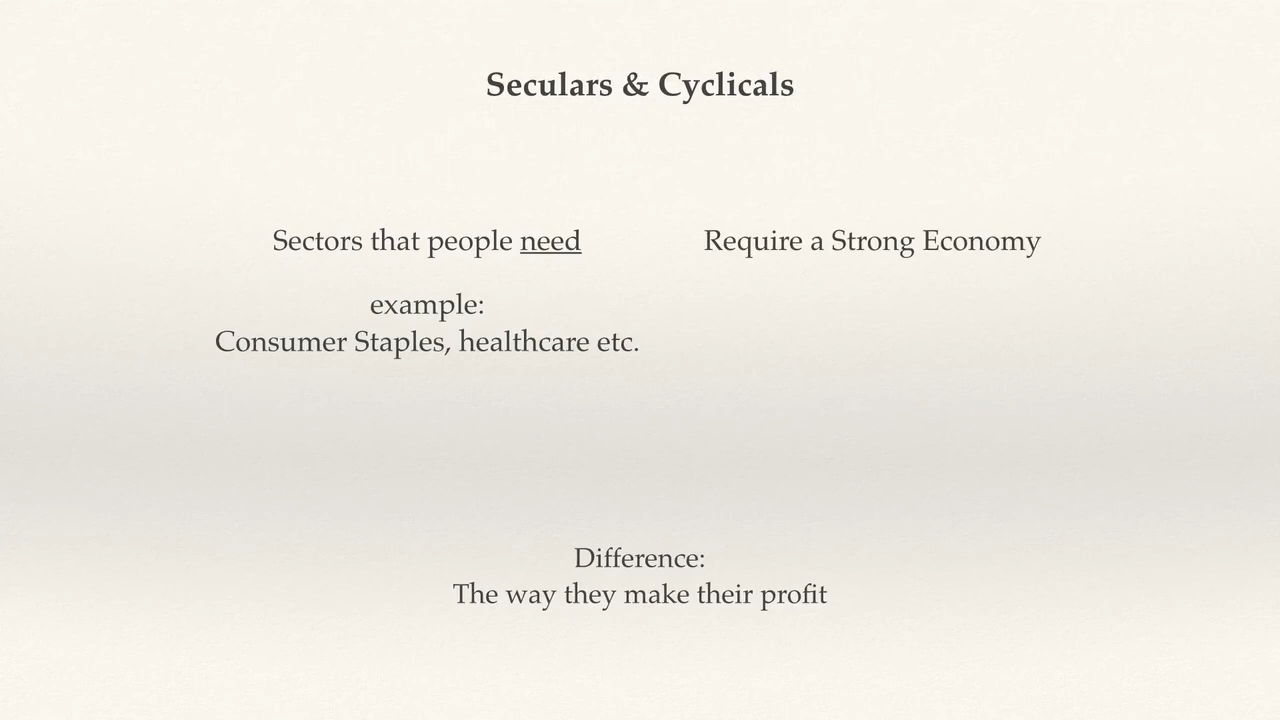 Seculars & Cyclicals
Sectors that people need
example:
Consumer Staples, healthcare etc.
Require a Strong Economy
Difference:
The way they make their profit